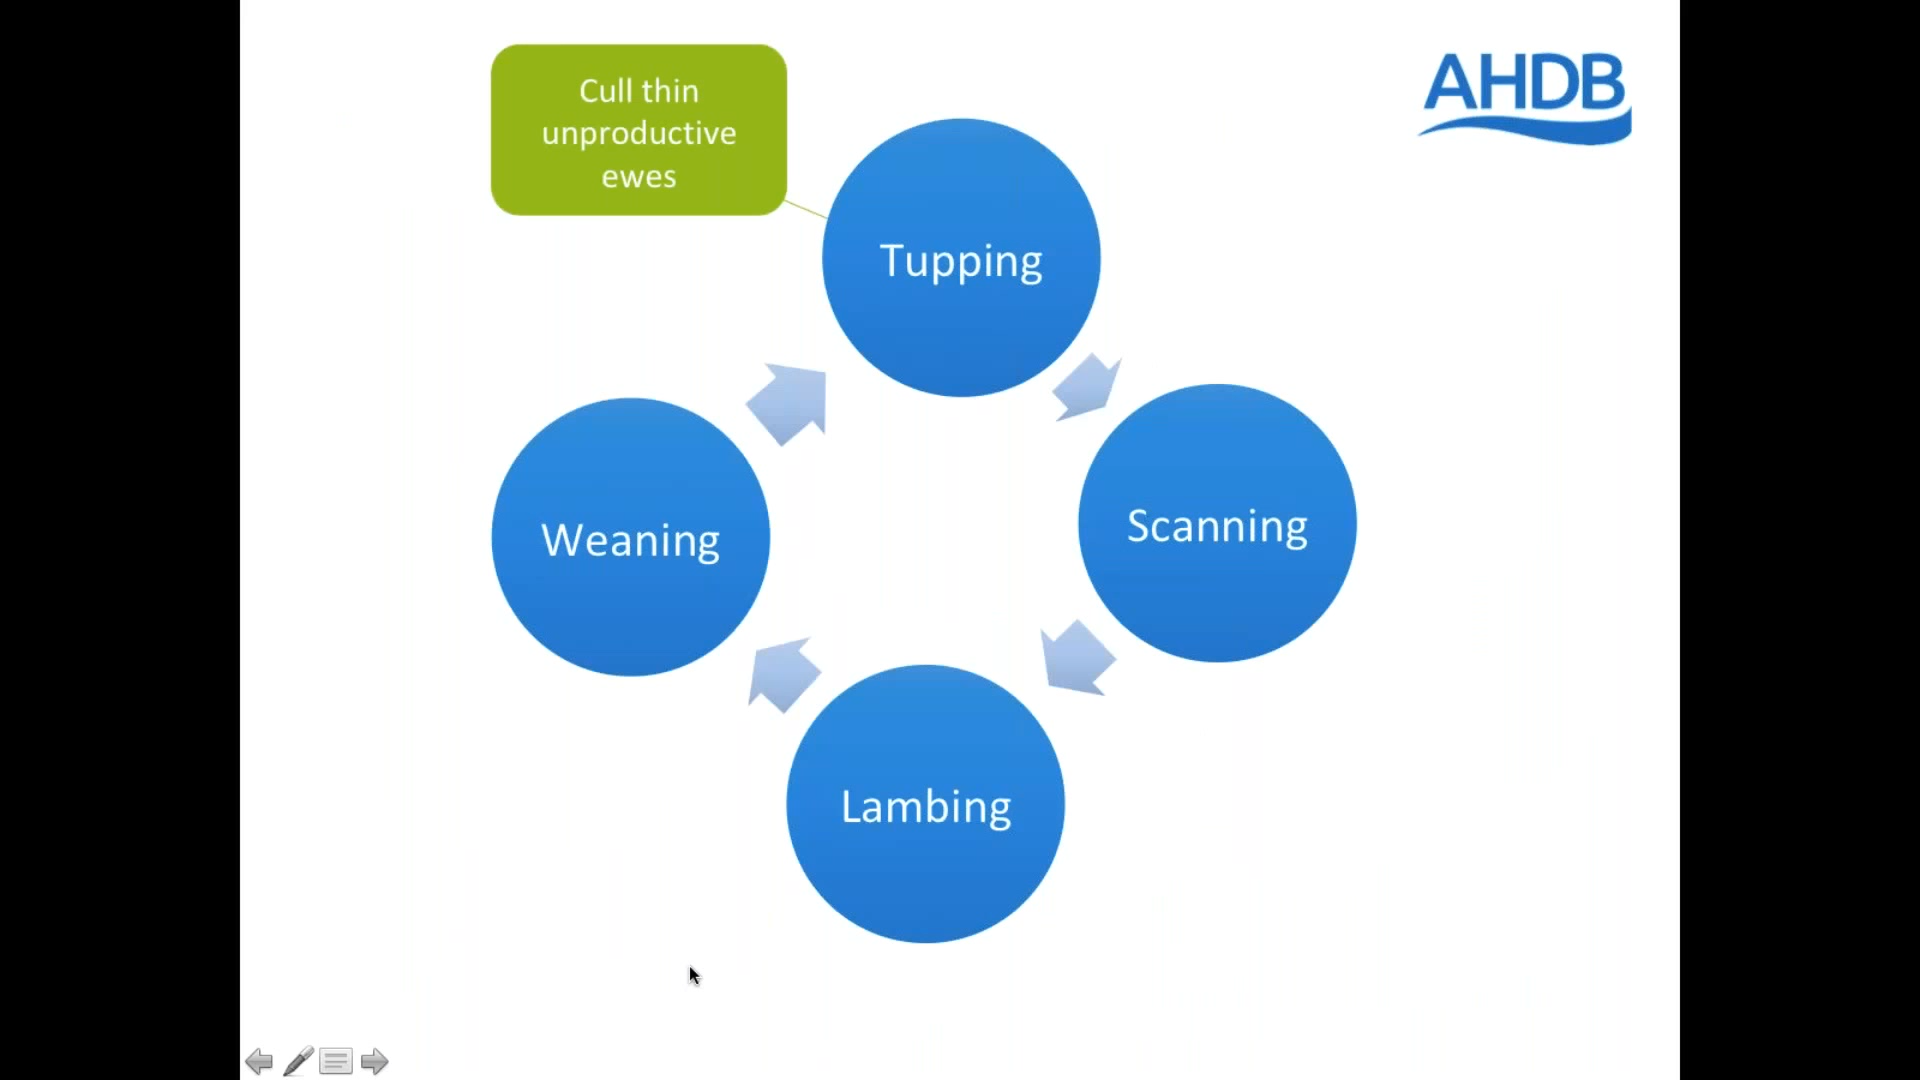 Cull thin
unproductive
ewes
AHDB
Tupping
Scanning
Weaning
Lambing